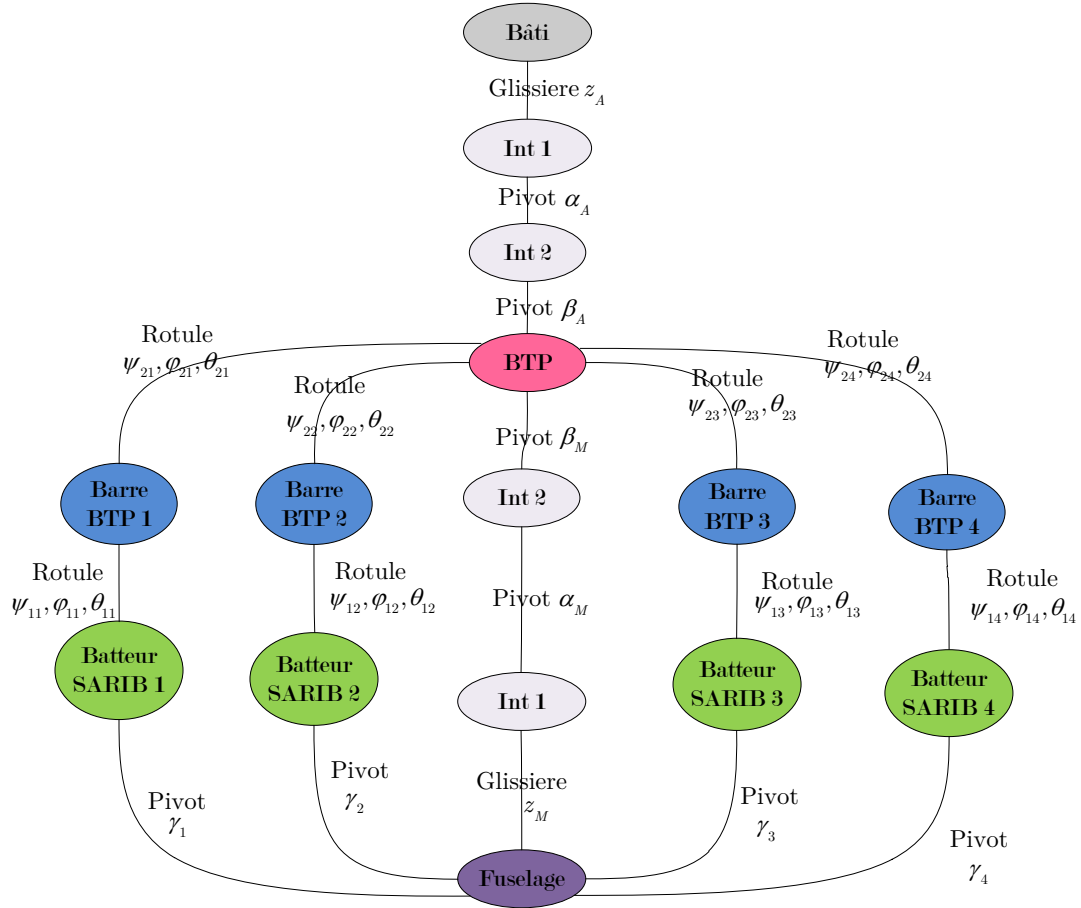 Bâti
Glissiere z_A
Int 1
Pivot α_A
Int 2
Pivot β_A
BTP
Rotule
ψ_21, φ_21, θ_21
Rotule
ψ_22, φ_22, θ_22
Rotule
ψ_23, φ_23, θ_23
Rotule
ψ_24, φ_24, θ_24
Pivot β_M
Barre
BTP 1
Barre
BTP 2
Int 2
Barre
BTP 3
Barre
BTP 4
Rotule
ψ_11, φ_11, θ_11
Rotule
ψ_12, φ_12, θ_12
Pivot α_M
Rotule
ψ_13, φ_13, θ_13
Rotule
ψ_14, φ_14, θ_14
Batteur
SARIB 1
Batteur
SARIB 2
Int 1
Batteur
SARIB 3
Batteur
SARIB 4
Pivot
γ_1
Pivot
γ_2
Glissiere
z_M
Pivot
γ_3
Pivot
γ_4
Fuselage